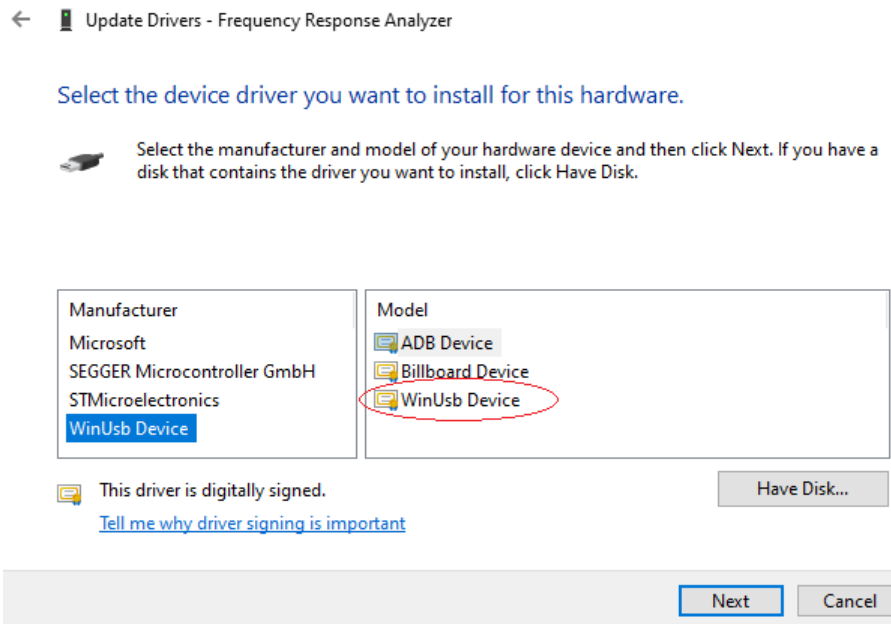 Update Drivers - Frequency Response Analyzer
Select the device driver you want to install for this hardware.
Select the manufacturer and model of your hardware device and then click Next. If you have a
disk that contains the driver you want to install, click Have Disk.
Manufacturer
Microsoft
SEGGER Microcontroller GmbH
STMicroelectronics
WinUsb Device
Model
ADB Device
Billboard Device
WinUsb Device
This driver is digitally signed.
Tell me why driver signing is important
Have Disk...
Next
Cancel